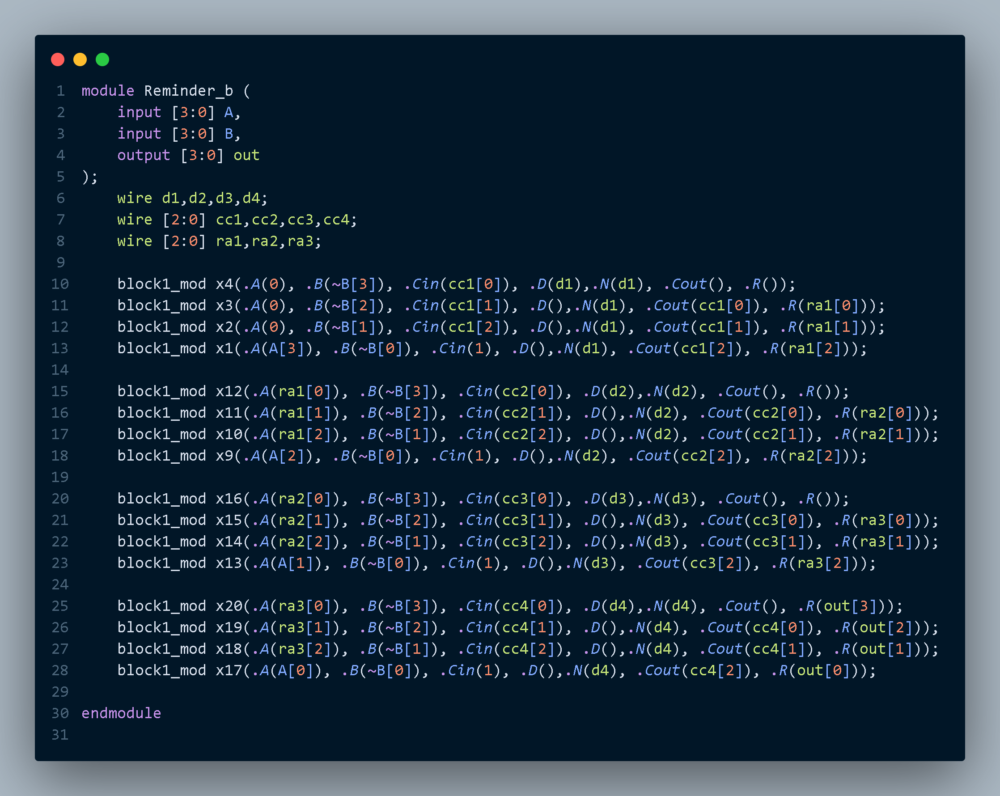 1 module Reminder_b (
2 input [3:0] A,
3 input [3:0] B,
4 output [3:0] out
5 );
6 wire d1,d2,d3,d4;
7 wire [2:0] cc1,cc2,cc3,cc4;
8 wire [2:0] ra1,ra2,ra3;
9
10 block1_mod x4(.A(0), .B(~B[3]), .Cin(cc1[0]), .D(d1),.N(d1), .Cout(), .R());
11 block1_mod x3(.A(0), .B(~B[2]), .Cin(cc1[1]), .D(),.N(d1), .Cout(cc1[0]), .R(ra1[0]));
12 block1_mod x2(.A(0), .B(~B[1]), .Cin(cc1[2]), .D(),.N(d1), .Cout(cc1[1]), .R(ra1[1]));
13 block1_mod x1(.A(A[3]), .B(~B[0]), .Cin(1), .D(),.N(d1), .Cout(cc1[2]), .R(ra1[2]));
14
15 block1_mod x12(.A(ra1[0]), .B(~B[3]), .Cin(cc2[0]), .D(d2),.N(d2), .Cout(), .R());
16 block1_mod x11(.A(ra1[1]), .B(~B[2]), .Cin(cc2[1]), .D(),.N(d2), .Cout(cc2[0]), .R(ra2[0]));
17 block1_mod x10(.A(ra1[2]), .B(~B[1]), .Cin(cc2[2]), .D(),.N(d2), .Cout(cc2[1]), .R(ra2[1]));
18 block1_mod x9(.A(A[2]), .B(~B[0]), .Cin(1), .D(),.N(d2), .Cout(cc2[2]), .R(ra2[2]));
19
20 block1_mod x16(.A(ra2[0]), .B(~B[3]), .Cin(cc3[0]), .D(d3),.N(d3), .Cout(), .R());
21 block1_mod x15(.A(ra2[1]), .B(~B[2]), .Cin(cc3[1]), .D(),.N(d3), .Cout(cc3[0]), .R(ra3[0]));
22 block1_mod x14(.A(ra2[2]), .B(~B[1]), .Cin(cc3[2]), .D(),.N(d3), .Cout(cc3[1]), .R(ra3[1]));
23 block1_mod x13(.A(A[1]), .B(~B[0]), .Cin(1), .D(),.N(d3), .Cout(cc3[2]), .R(ra3[2]));
24
25 block1_mod x20(.A(ra3[0]), .B(~B[3]), .Cin(cc4[0]), .D(d4),.N(d4), .Cout(), .R(out[3]));
26 block1_mod x19(.A(ra3[1]), .B(~B[2]), .Cin(cc4[1]), .D(),.N(d4), .Cout(cc4[0]), .R(out[2]));
27 block1_mod x18(.A(ra3[2]), .B(~B[1]), .Cin(cc4[2]), .D(),.N(d4), .Cout(cc4[1]), .R(out[1]));
28 block1_mod x17(.A(A[0]), .B(~B[0]), .Cin(1), .D(),.N(d4), .Cout(cc4[2]), .R(out[0]));
29
30 endmodule
31